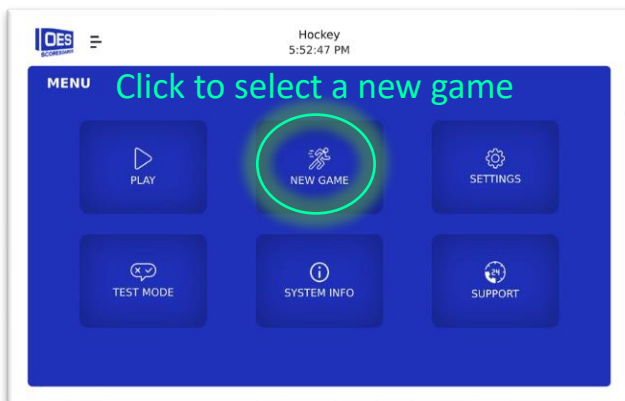 OES
SCOREBOARDS
Hockey
5:52:47 PM
MENU
Click to select a new game
PLAY
NEW GAME
SETTINGS
TEST MODE
24
SYSTEM INFO
SUPPORT